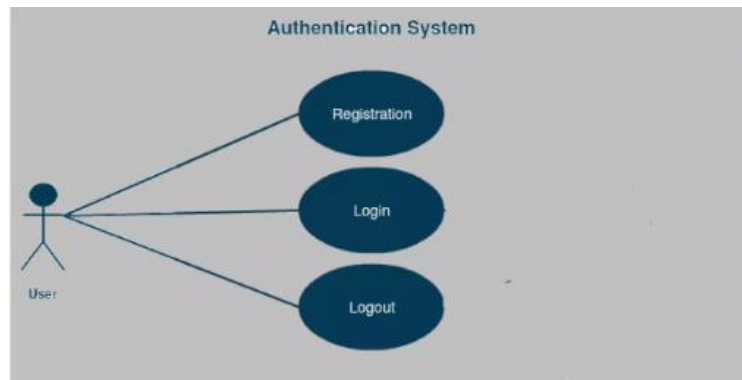 Authentication System
Registration
Login
User
Logout